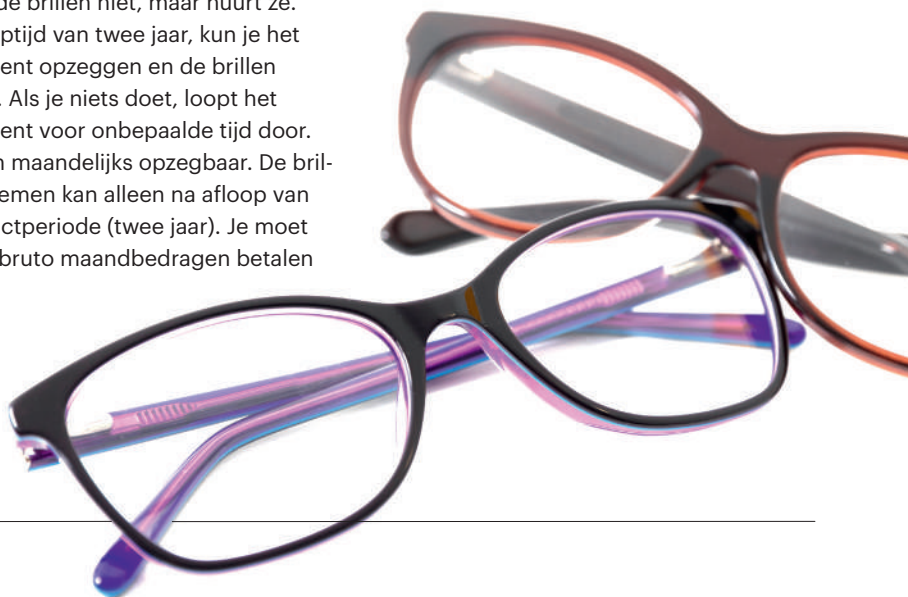 de brillen niet, maar huurt ze.
ptijd van twee jaar, kun je het
ent opzeggen en de brillen
. Als je niets doet, loopt het
ent voor onbepaalde tijd door.
n maandelijks opzegbaar. De bril-
emen kan alleen na afloop van
ctperiode (twee jaar). Je moet
bruto maandbedragen betalen